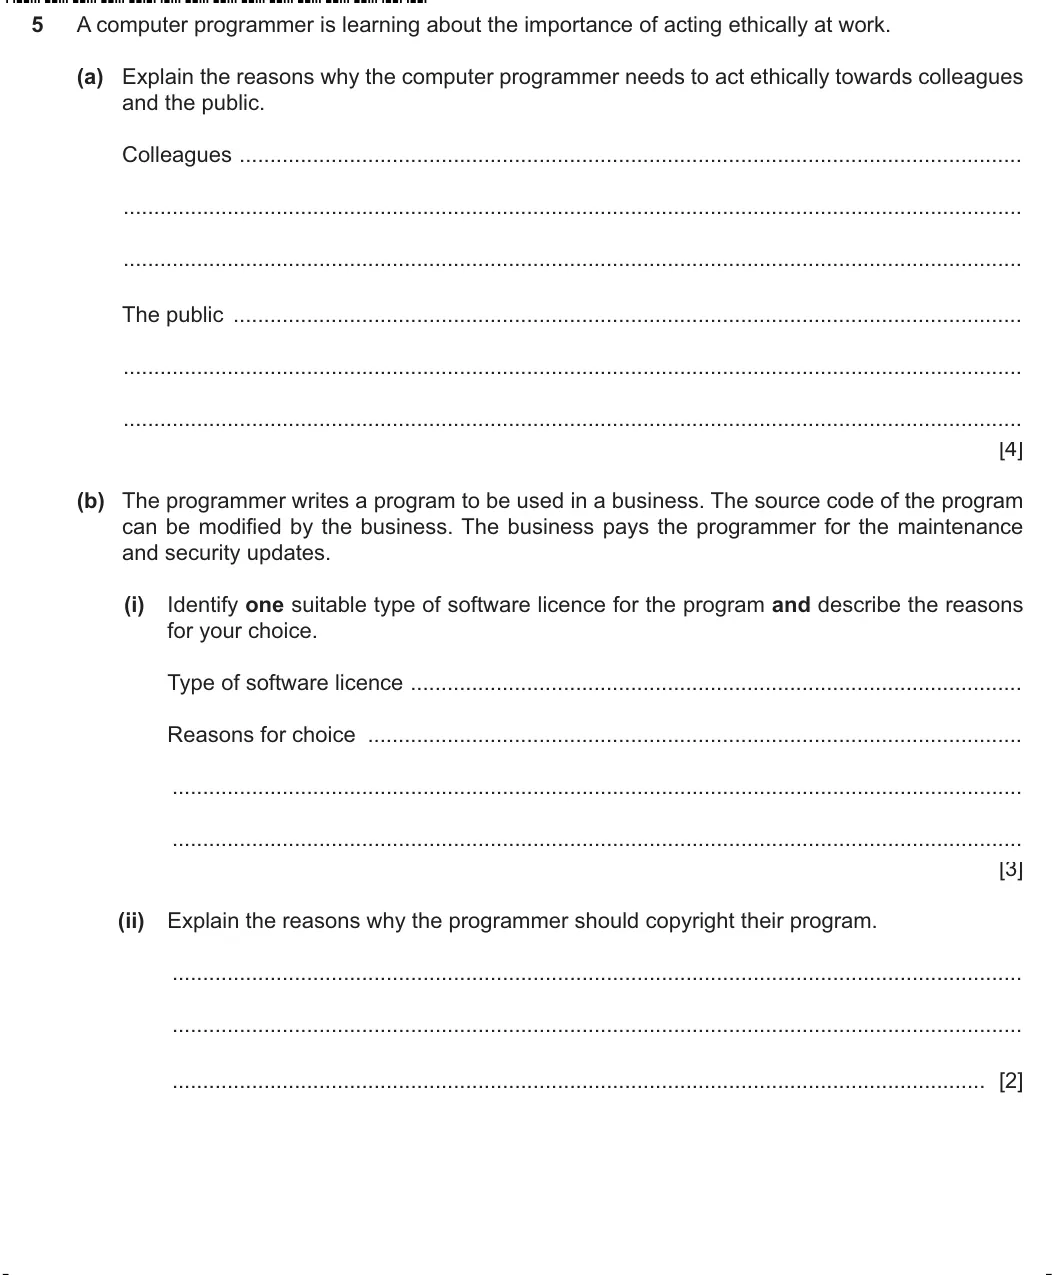 5 A computer programmer is learning about the importance of acting ethically at work.
(a) Explain the reasons why the computer programmer needs to act ethically towards colleagues
and the public.
Colleagues ................................................................................................................................
...................................................................................................................................................
...................................................................................................................................................
The public .................................................................................................................................
...................................................................................................................................................
...................................................................................................................................................
[4]
(b) The programmer writes a program to be used in a business. The source code of the program
can be modified by the business. The business pays the programmer for the maintenance
and security updates.
(i) Identify one suitable type of software licence for the program and describe the reasons
for your choice.
Type of software licence ....................................................................................................
Reasons for choice ...........................................................................................................
...........................................................................................................................................
...........................................................................................................................................
[3]
(ii) Explain the reasons why the programmer should copyright their program.
...........................................................................................................................................
...........................................................................................................................................
..................................................................................................................................... [2]